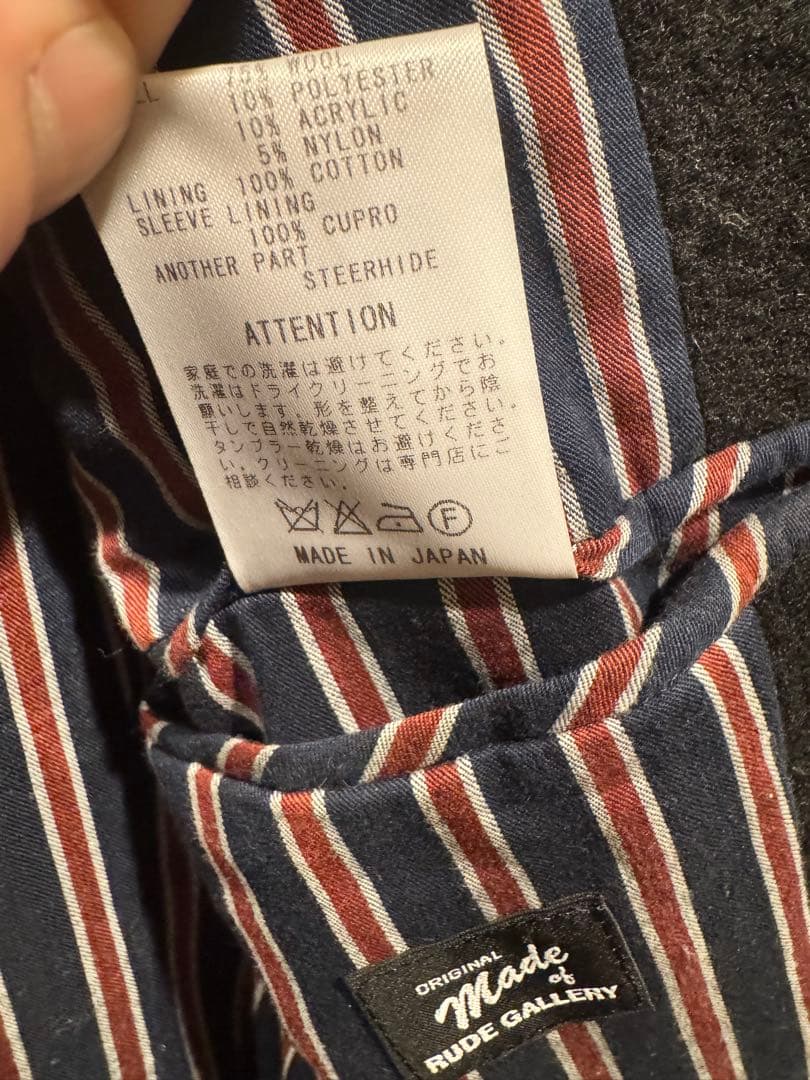 75% WOOL
10% POLYESTER
10% ACRYLIC
5% NYLON
LINING 100% COTTON
SLEEVE LINING
100% CUPRO
ANOTHER PART
STEERHIDE
ATTENTION
家庭での洗濯は避けてください。
洗濯はドライクリーニングでお
願いします。形を整えてから陰
干しで自然乾燥させてください。
タンブラー乾燥はお避けくださ
い。クリーニングは専門店にご
相談ください。
F
MADE IN JAPAN
ORIGINAL
Made
of
RUDE GALLERY